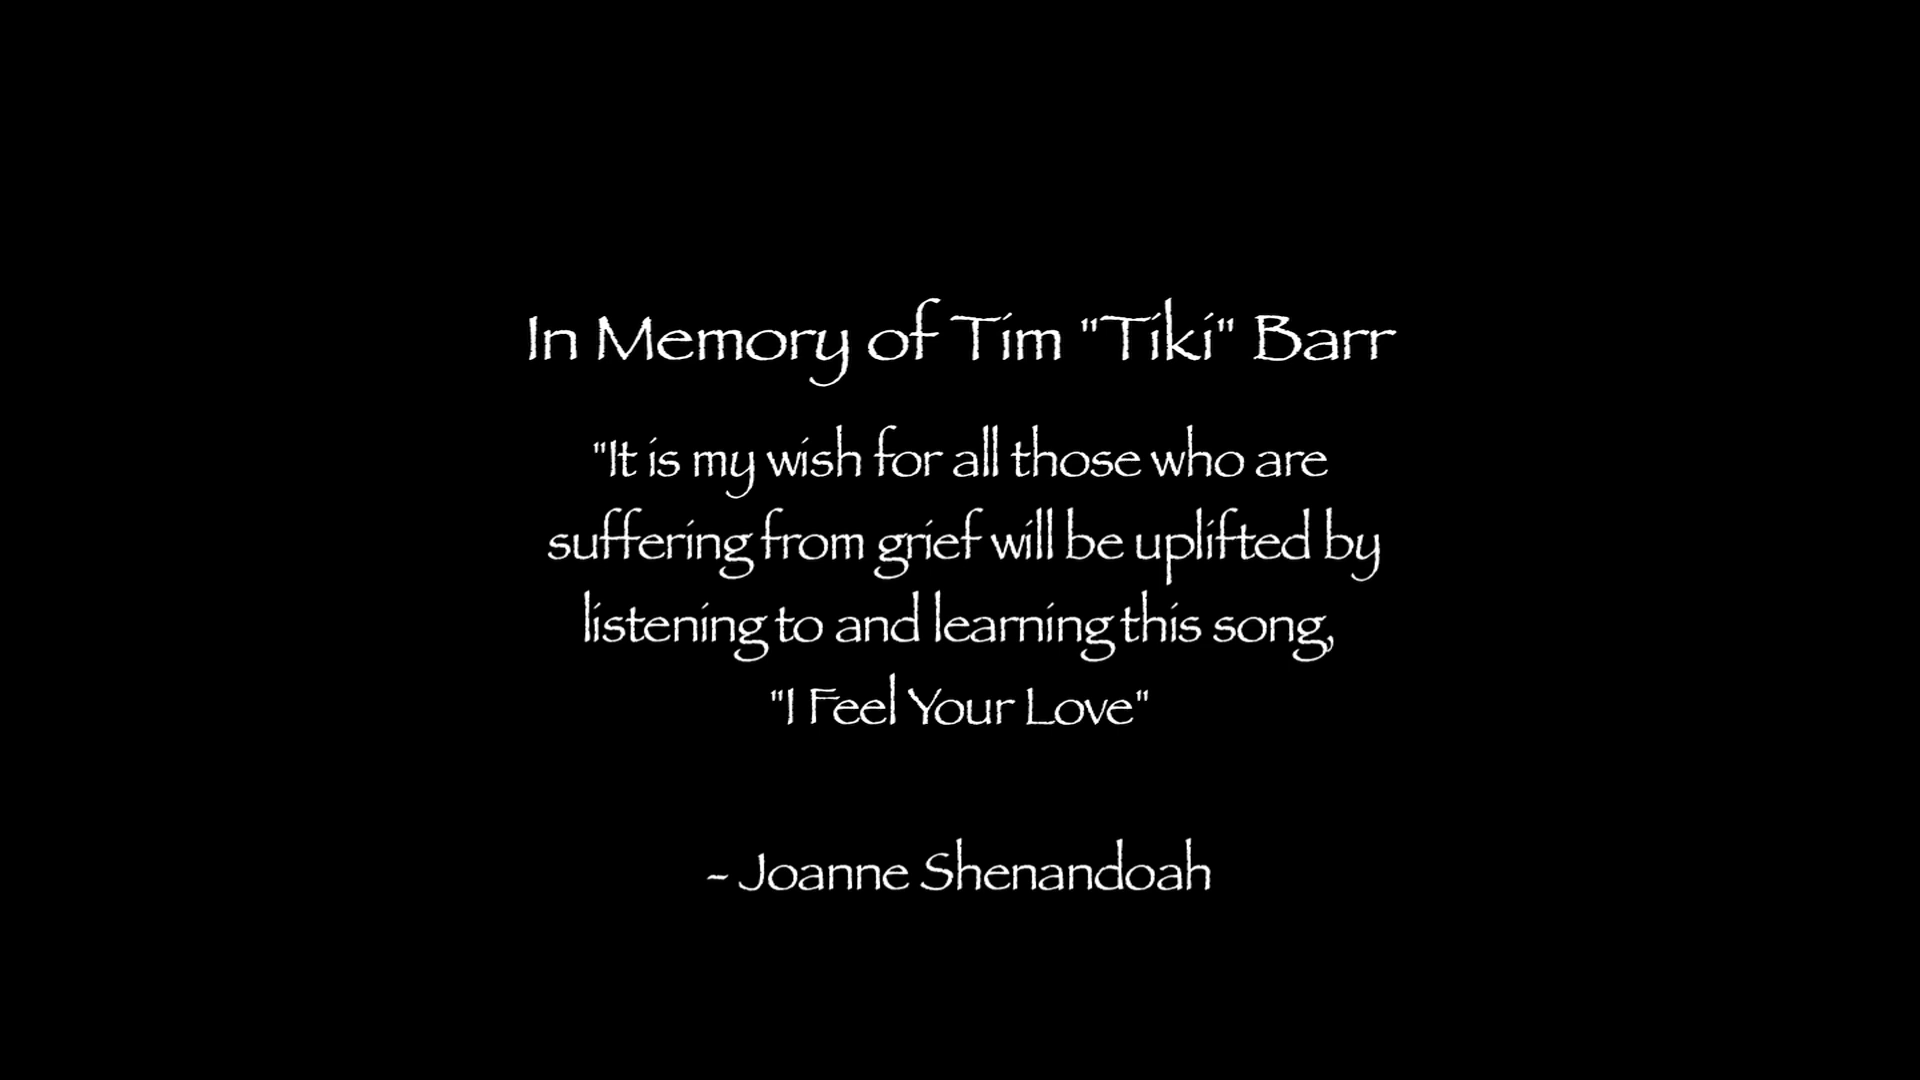 In Memory of Tim "Tiki" Barr
"It is my wish for all those who are
suffering from grief will be uplifted by
listening to and learning this song,
"I Feel Your Love"
- Joanne Shenandoah